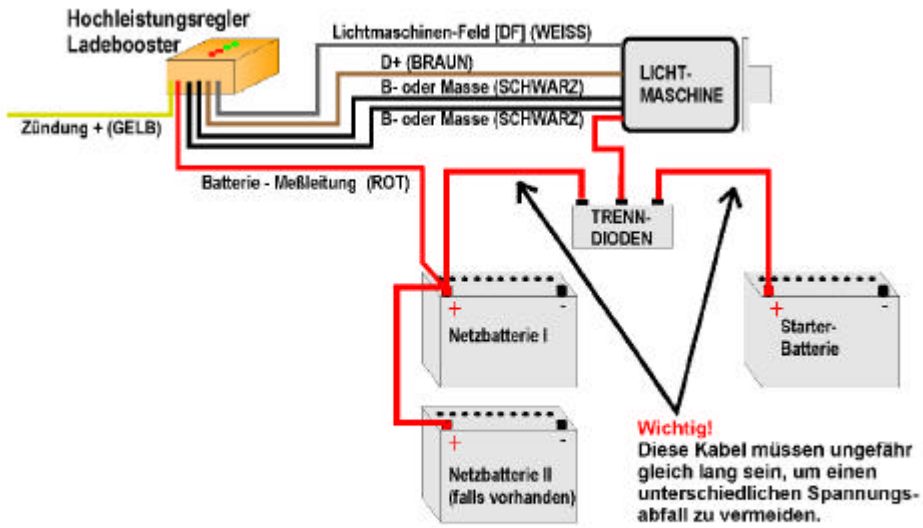 Hochleistungsregler
Ladebooster
Lichtmaschinen-Feld [DF] (WEISS)
D+ (BRAUN)
B- oder Masse (SCHWARZ)
B- oder Masse (SCHWARZ)
LICHT-
MASCHINE
Zündung + (GELB)
Batterie - Meßleitung (ROT)
TRENN-
DIODEN
+ -
Netzbatterie I
+ -
Starter-
Batterie
+ -
Netzbatterie II
(falls vorhanden)
Wichtig!
Diese Kabel müssen ungefähr
gleich lang sein, um einen
unterschiedlichen Spannungs-
abfall zu vermeiden.